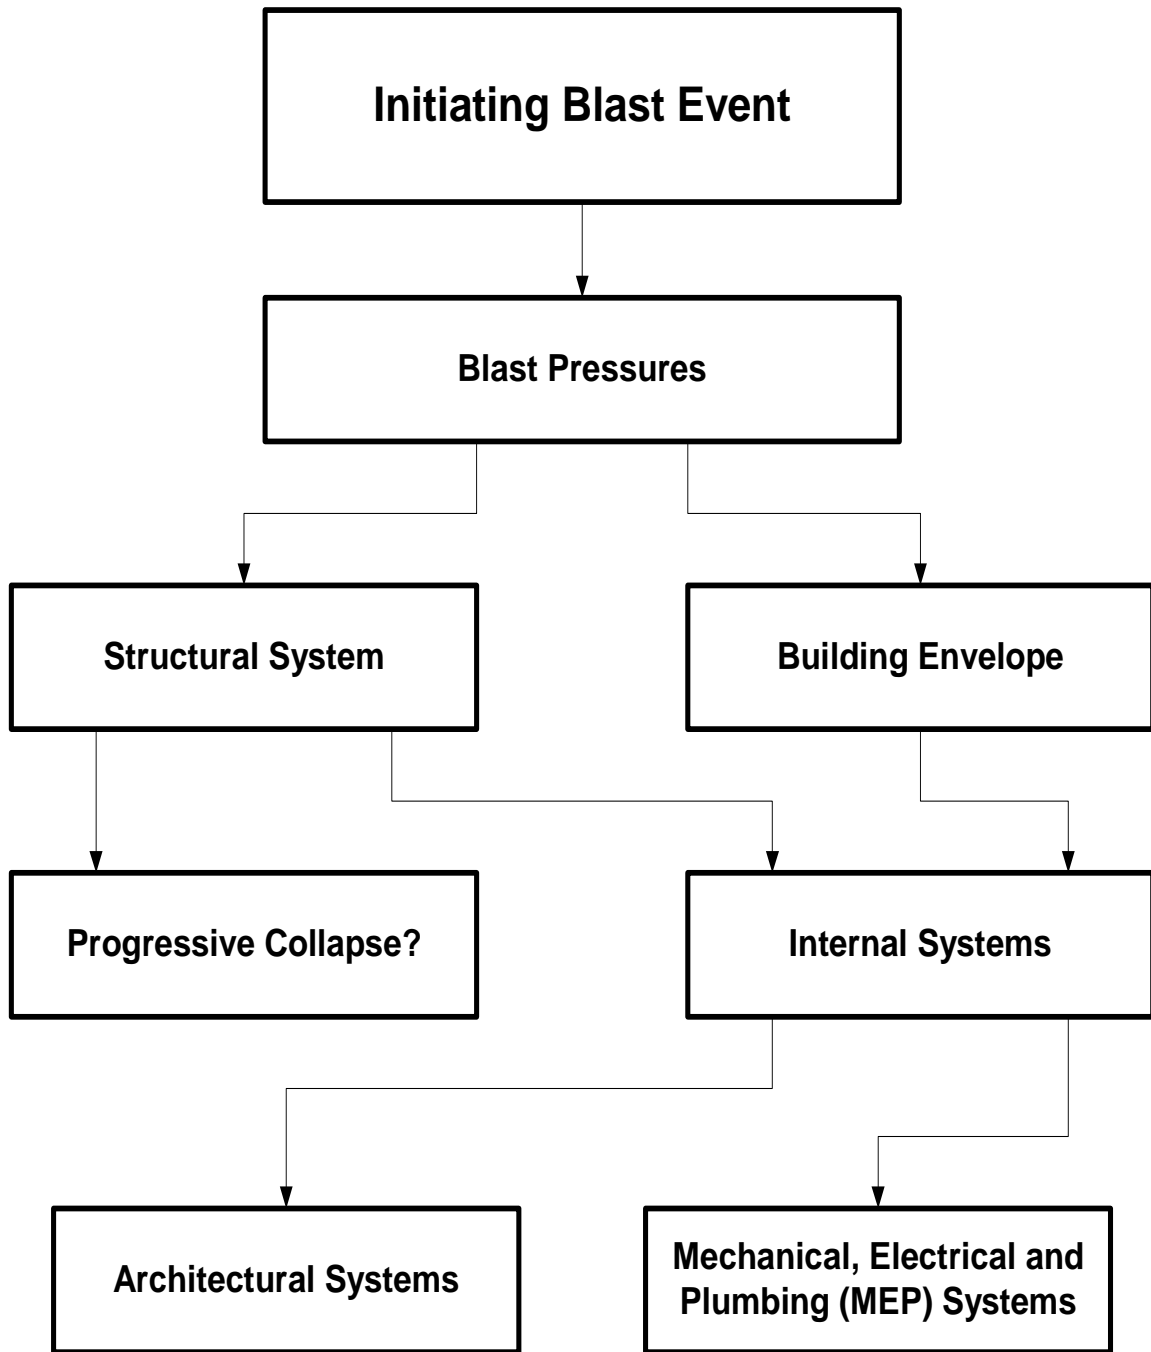 Initiating Blast Event
Blast Pressures
Structural System
Building Envelope
Progressive Collapse?
Internal Systems
Architectural Systems
Mechanical, Electrical and
Plumbing (MEP) Systems